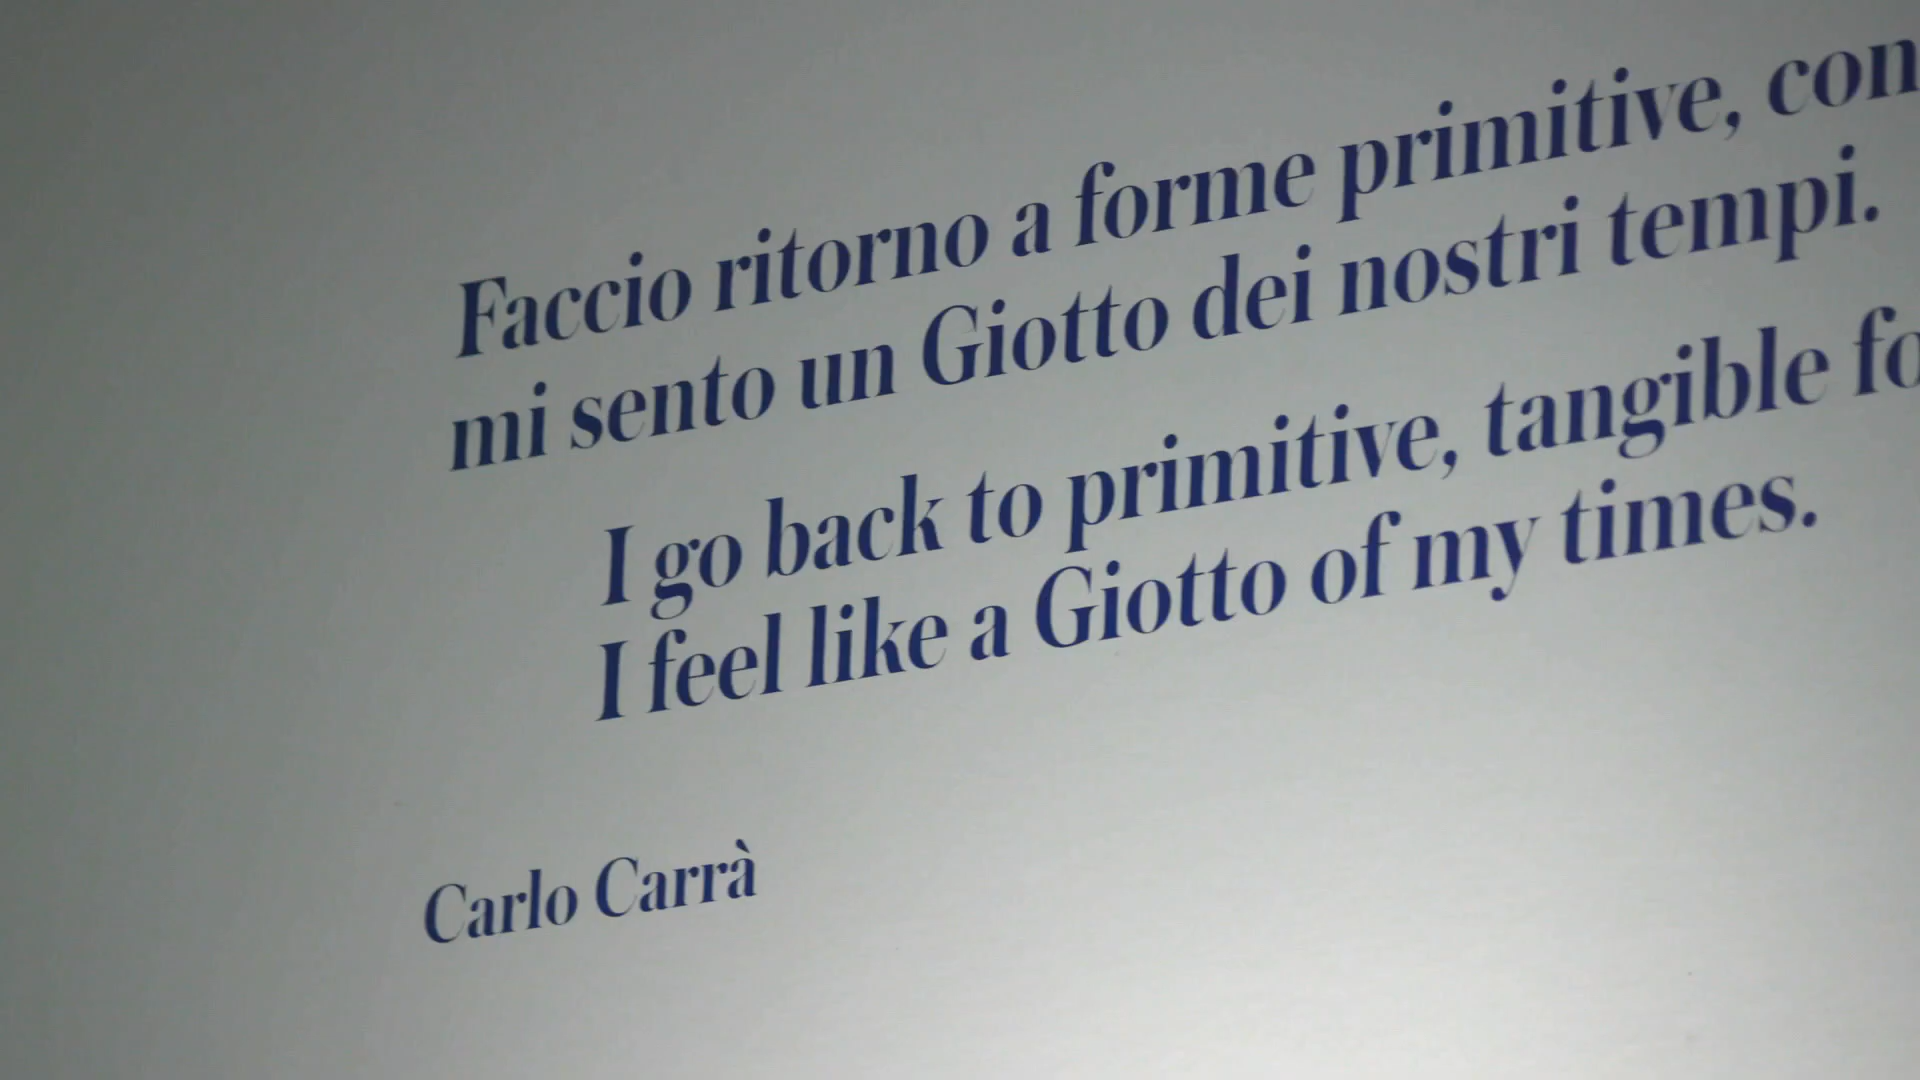 Faccio ritorno a forme primitive, con
mi sento un Giotto dei nostri tempi.
I go back to primitive, tangible fo
I feel like a Giotto of my times.
Carlo Carrà